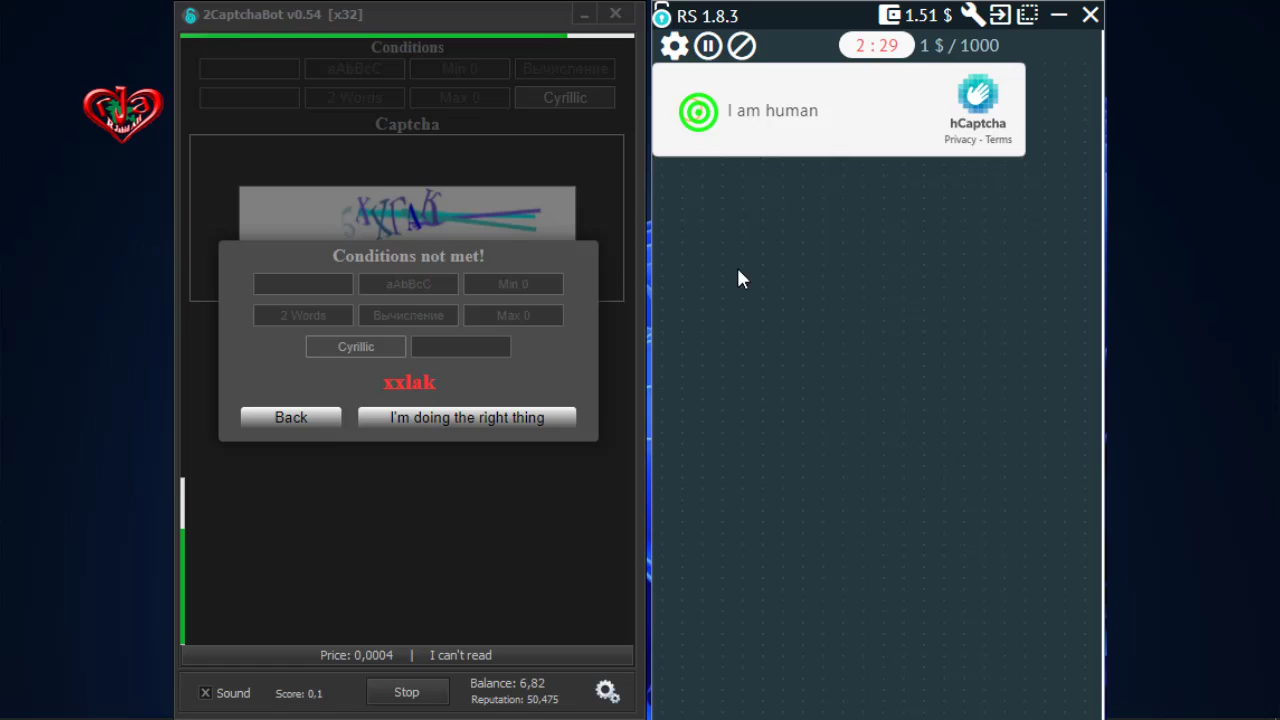 2CaptchaBot v0.54 [x32]
Conditions
aAbBcC Min 0 Вычисление
2 Words Max 0 Cyrillic
Captcha
Conditions not met!
aAbBcC Min 0
2 Words Вычисление Max 0
Cyrillic
xxlak
Back I'm doing the right thing
Price: 0,0004 | I can't read
Sound Score: 0,1 Stop Balance: 6,82
Reputation: 50,475
RS 1.8.3 1.51 $
2 : 29 1 $ / 1000
I am human
hCaptcha
Privacy - Terms